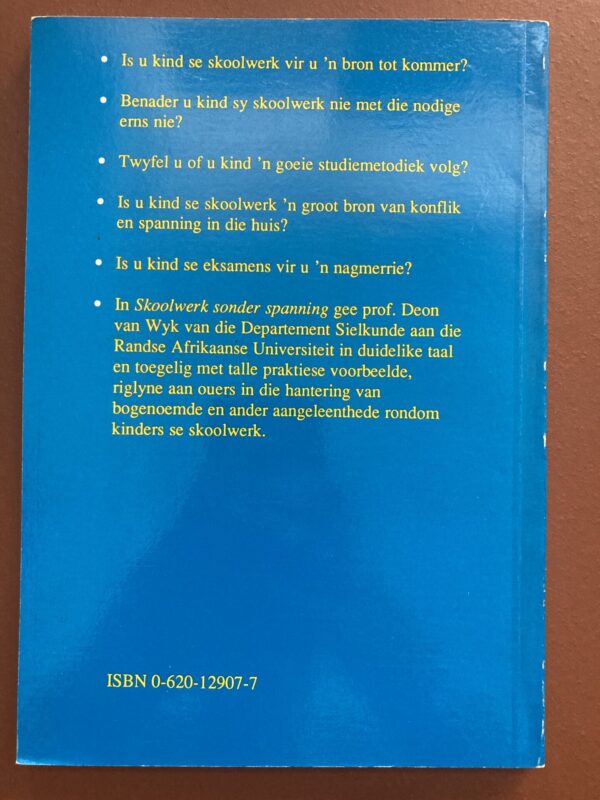 • Is u kind se skoolwerk vir u 'n bron tot kommer?
• Benader u kind sy skoolwerk nie met die nodige
erns nie?
• Twyfel u of u kind 'n goeie studiemetodiek volg?
• Is u kind se skoolwerk 'n groot bron van konflik
en spanning in die huis?
• Is u kind se eksamens vir u 'n nagmerrie?
• In Skoolwerk sonder spanning gee prof. Deon
van Wyk van die Departement Sielkunde aan die
Randse Afrikaanse Universiteit in duidelike taal
en toegelig met talle praktiese voorbeelde,
riglyne aan ouers in die hantering van
bogenoemde en ander aangeleenthede rondom
kinders se skoolwerk.
ISBN 0-620-12907-7